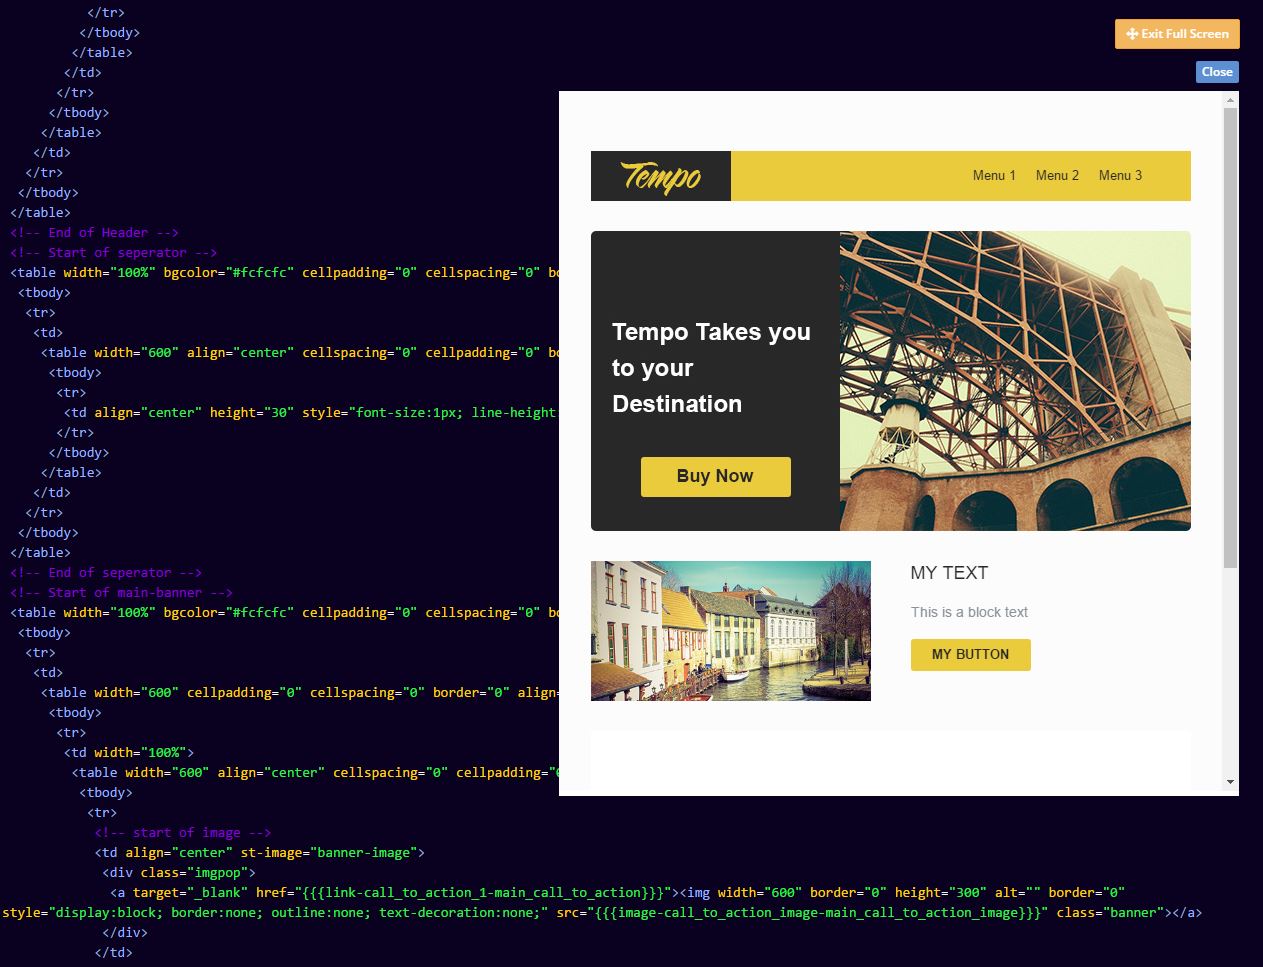 </tr>
</tbody>
</table>
</td>
</tr>
</tbody>
</table>
</td>
</tr>
</tbody>
</table>
<!-- End of Header -->
<!-- Start of seperator -->
<table width="100%" bgcolor="#fcfcfc" cellpadding="0" cellspacing="0" bo
<tbody>
<tr>
<td>
<table width="600" align="center" cellspacing="0" cellpadding="0" bo
<tbody>
<tr>
<td align="center" height="30" style="font-size:1px; line-height:
</tr>
</tbody>
</table>
</td>
</tr>
</tbody>
</table>
<!-- End of seperator -->
<!-- Start of main-banner -->
<table width="100%" bgcolor="#fcfcfc" cellpadding="0" cellspacing="0" bo
<tbody>
<tr>
<td>
<table width="600" cellpadding="0" cellspacing="0" border="0" align=
<tbody>
<tr>
<td width="100%">
<table width="600" align="center" cellspacing="0" cellpadding="0
<tbody>
<tr>
<!-- start of image -->
<td align="center" st-image="banner-image">
<div class="imgpop">
<a target="_blank" href="{{{link-call_to_action_1-main_call_to_action}}}"><img width="600" border="0" height="300" alt="" border="0"
style="display:block; border:none; outline:none; text-decoration:none;" src="{{{image-call_to_action_image-main_call_to_action_image}}}" class="banner"></a>
</div>
</td>
Exit Full Screen
Close
Tempo
Menu 1 Menu 2 Menu 3
Tempo Takes you
to your
Destination
Buy Now
MY TEXT
This is a block text
MY BUTTON